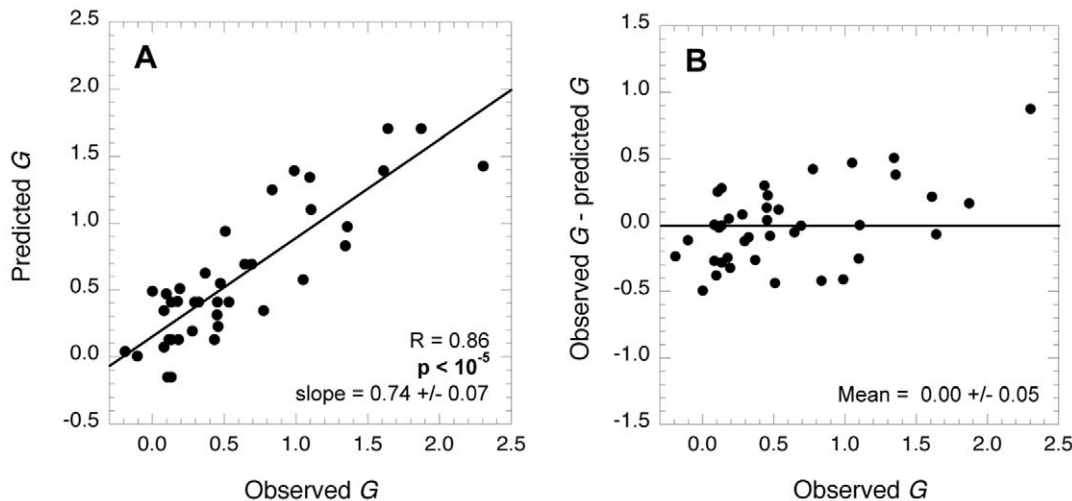 A
2.5
2.0
1.5
1.0
0.5
0.0
-0.5
Predicted G
R = 0.86
p < 10⁻⁵
slope = 0.74 +/- 0.07
0.0 0.5 1.0 1.5 2.0 2.5
Observed G
B
1.5
1.0
0.5
0.0
-0.5
-1.0
-1.5
Observed G - predicted G
Mean = 0.00 +/- 0.05
0.0 0.5 1.0 1.5 2.0 2.5
Observed G